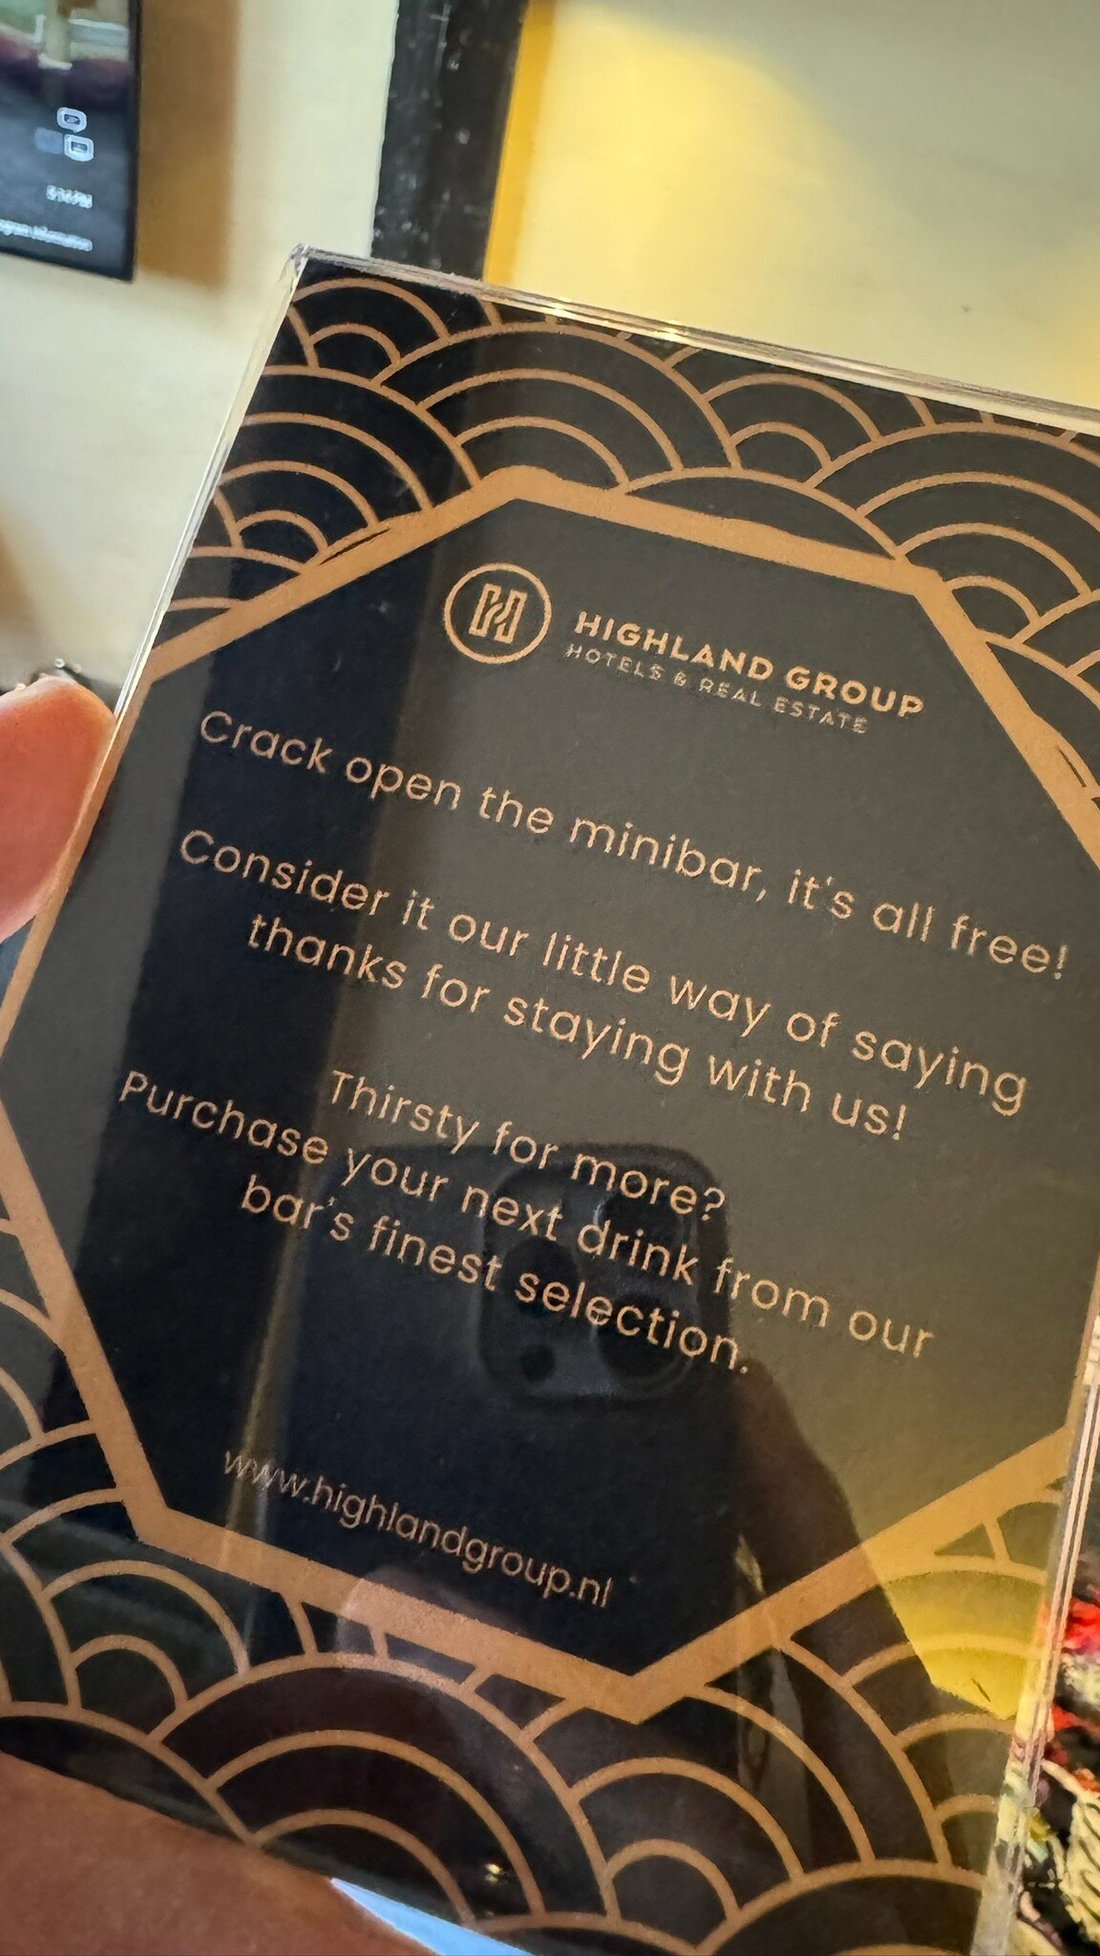 HIGHLAND GROUP
HOTELS & REAL ESTATE
Crack open the minibar, it's all free!
Consider it our little way of saying
thanks for staying with us!
Thirsty for more?
Purchase your next drink from our
bar's finest selection.
www.highlandgroup.nl